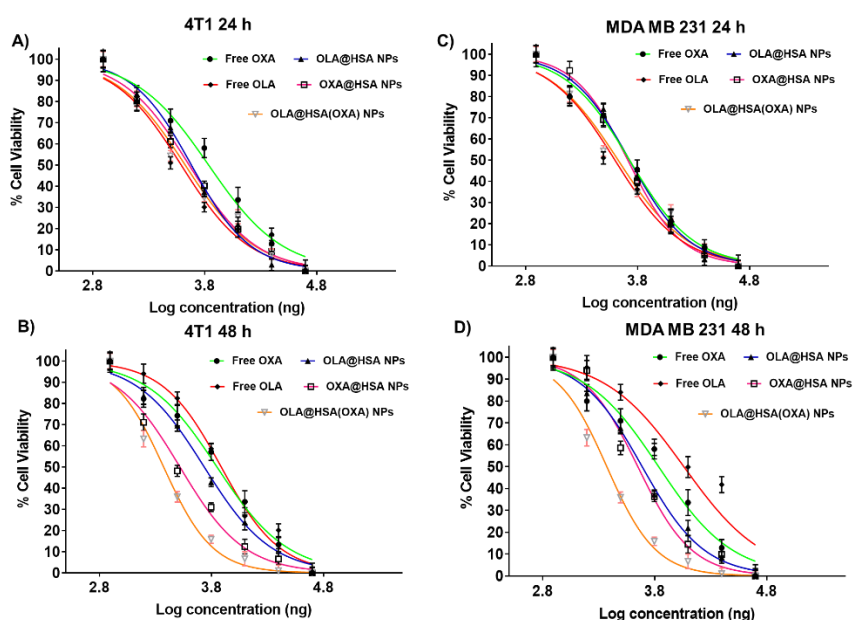 A)
4T1 24 h
Free OXA
OLA@HSA NPs
Free OLA
OXA@HSA NPs
OLA@HSA(OXA) NPs
% Cell Viability
100
90
80
70
60
50
40
30
20
10
0
2.8 3.8 4.8
Log concentration (ng)
C)
MDA MB 231 24 h
Free OXA
OLA@HSA NPs
Free OLA
OXA@HSA NPs
OLA@HSA(OXA) NPs
% Cell Viability
100
90
80
70
60
50
40
30
20
10
0
2.8 3.8 4.8
Log concentration (ng)
B)
4T1 48 h
Free OXA
OLA@HSA NPs
Free OLA
OXA@HSA NPs
OLA@HSA(OXA) NPs
% Cell Viability
100
90
80
70
60
50
40
30
20
10
0
2.8 3.8 4.8
Log concentration (ng)
D)
MDA MB 231 48 h
Free OXA
OLA@HSA NPs
Free OLA
OXA@HSA NPs
OLA@HSA(OXA) NPs
% Cell Viability
100
90
80
70
60
50
40
30
20
10
0
2.8 3.8 4.8
Log concentration (ng)